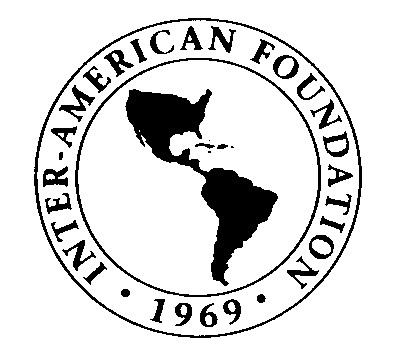 INTER-AMERICAN FOUNDATION
• 1969 •